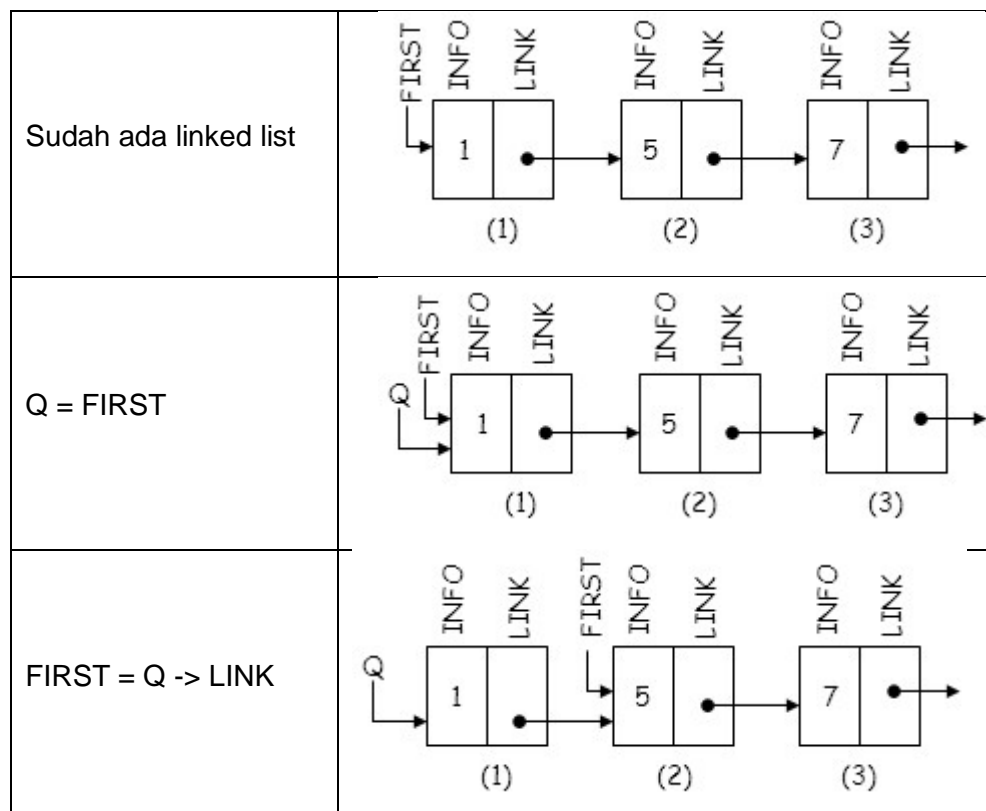 Sudah ada linked list
FIRST INFO LINK INFO LINK INFO LINK
1 5 7
(1) (2) (3)
Q = FIRST
Q FIRST INFO LINK INFO LINK INFO LINK
1 5 7
(1) (2) (3)
FIRST = Q -> LINK
Q INFO LINK FIRST INFO LINK INFO LINK
1 5 7
(1) (2) (3)